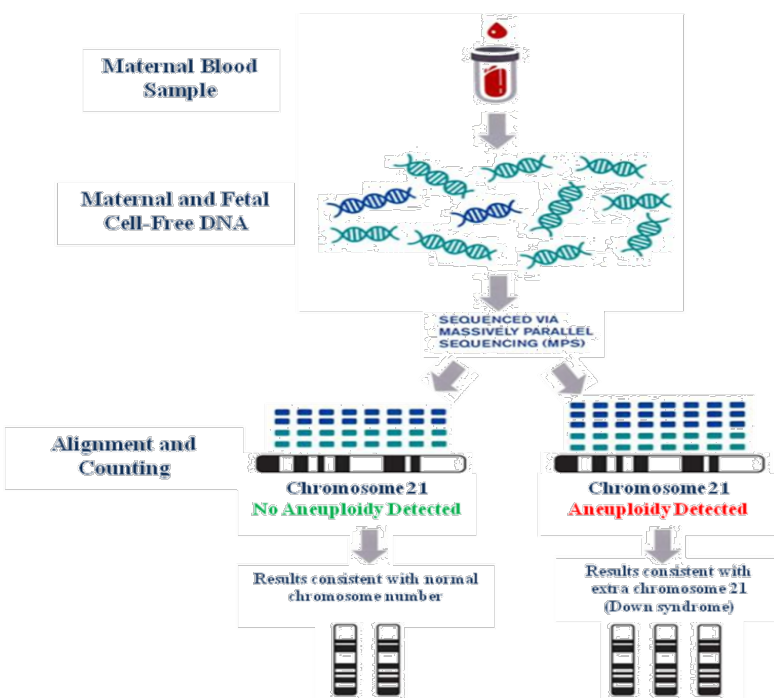 Maternal Blood
Sample
Maternal and Fetal
Cell-Free DNA
SEQUENCED VIA
MASSIVELY PARALLEL
SEQUENCING (MPS)
Alignment and
Counting
Chromosome 21
No Aneuploidy Detected
Chromosome 21
Aneuploidy Detected
Results consistent with normal
chromosome number
Results consistent with
extra chromosome 21
(Down syndrome)